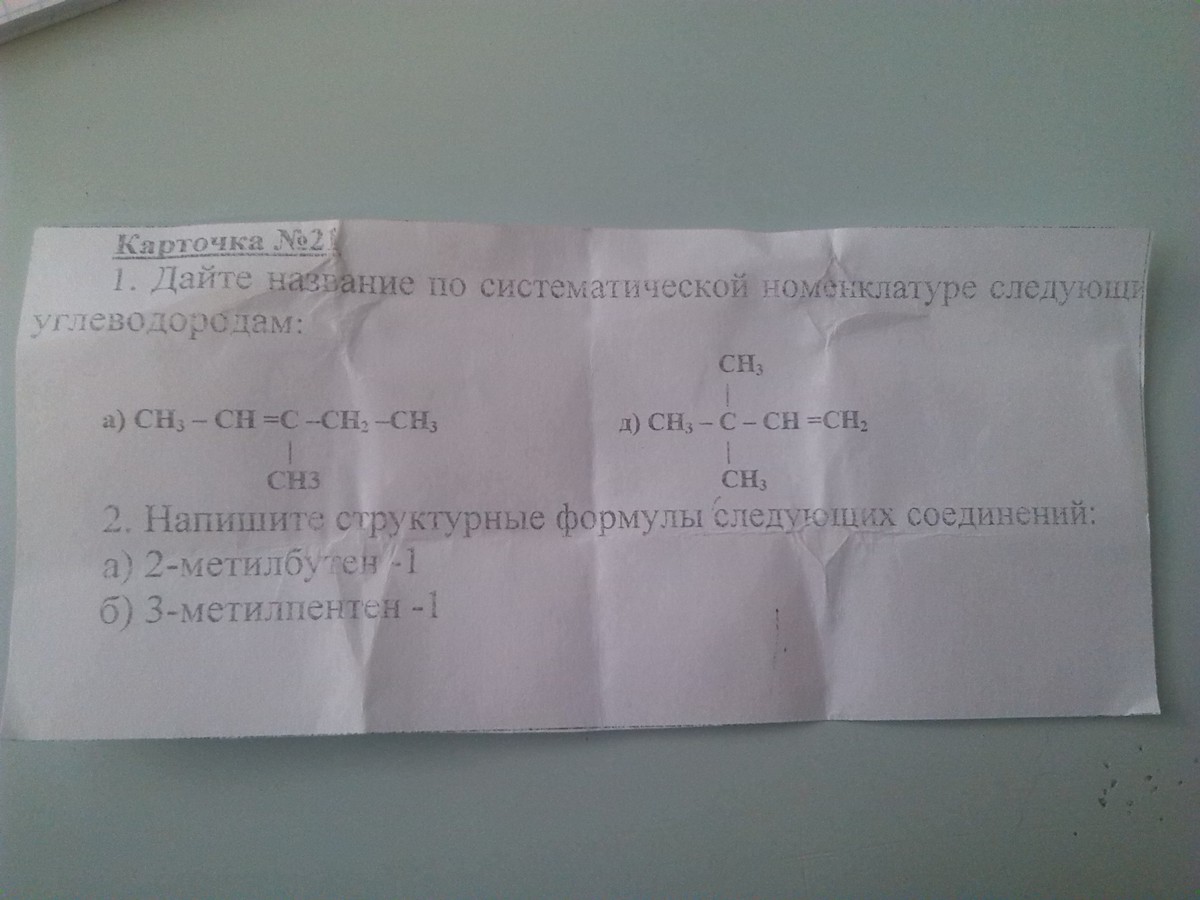 Карточка №21
1. Дайте название по систематической номенклатуре следующи
углеводородам:
CH₃
|
а) CH₃ – CH =C –CH₂ –CH₃ д) CH₃ – C – CH =CH₂
| |
CH3 CH₃
2. Напишите структурные формулы следующих соединений:
а) 2-метилбутен -1
б) 3-метилпентен -1